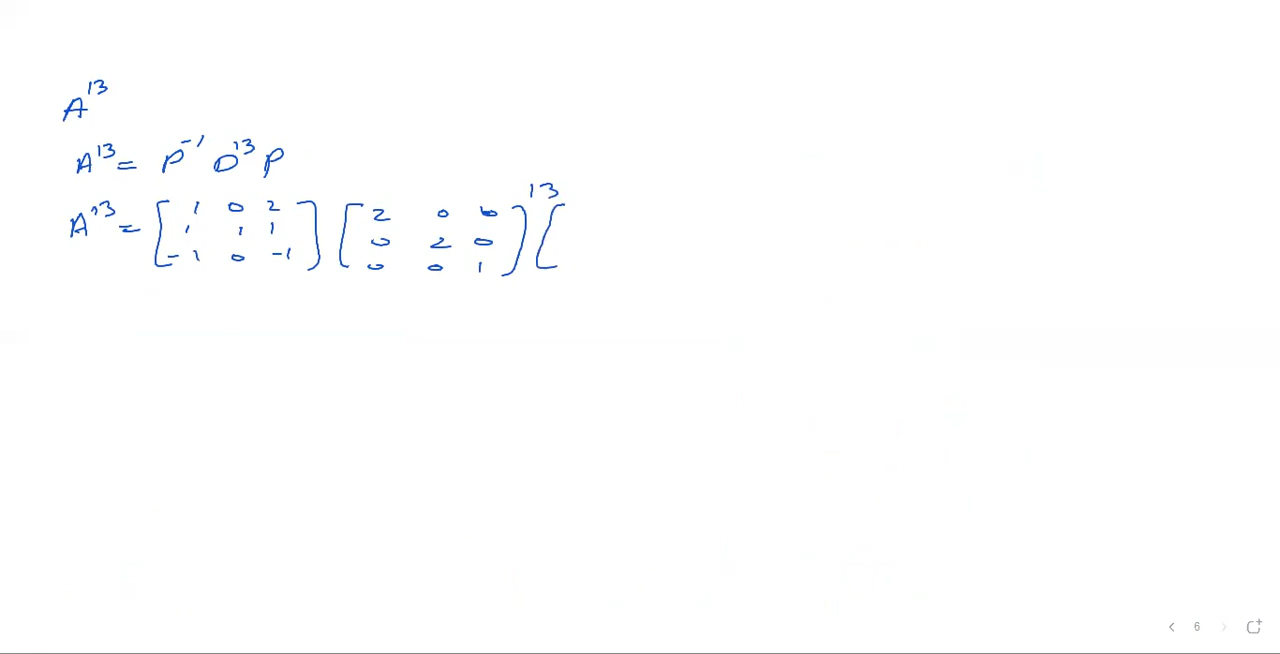 A^13
A^13 = P^-1 D^13 P
A^13 = [ 1 0 2 ] [ 2 0 0 ]^13 [
1 1 1 0 2 0
-1 0 -1 0 0 1
< 6 >